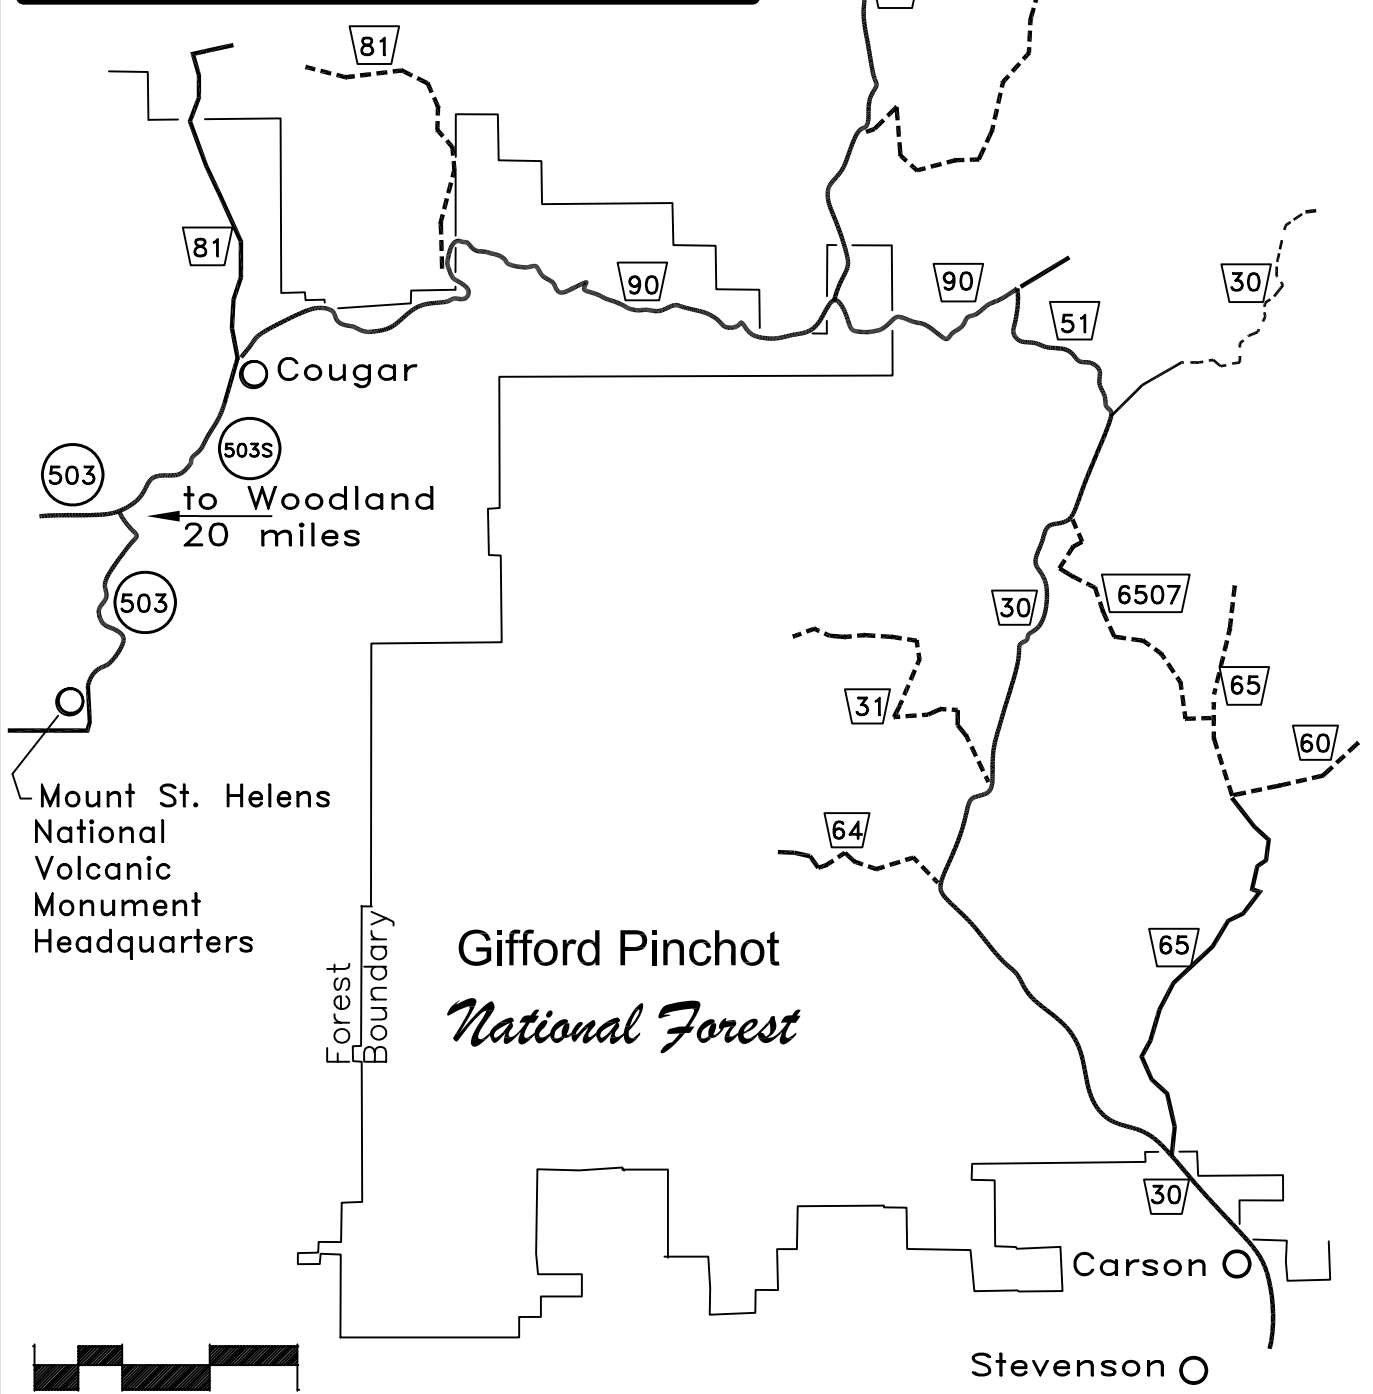 81
81
90
90
30
51
Cougar
503S
503
to Woodland
20 miles
503
30
6507
65
31
60
64
Mount St. Helens
National
Volcanic
Monument
Headquarters
65
Forest
Boundary
Gifford Pinchot
National Forest
30
Carson
Stevenson